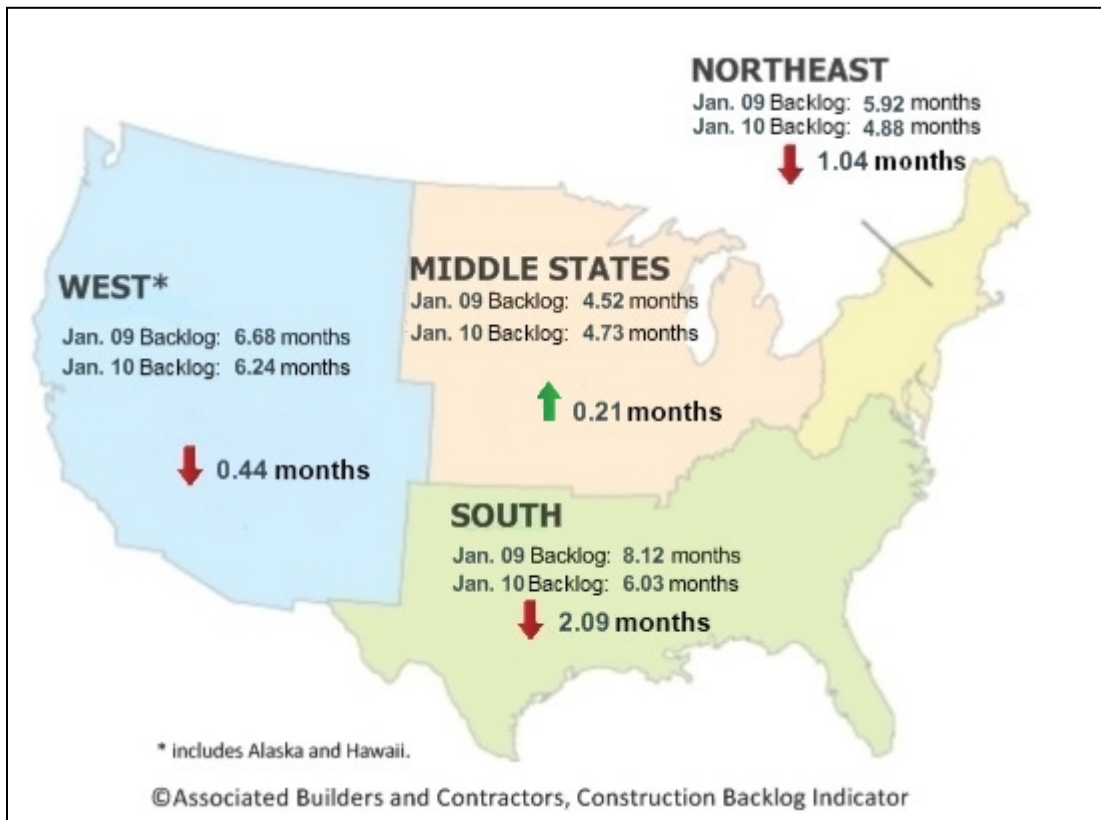 NORTHEAST
Jan. 09 Backlog: 5.92 months
Jan. 10 Backlog: 4.88 months
1.04 months
WEST*
Jan. 09 Backlog: 6.68 months
Jan. 10 Backlog: 6.24 months
0.44 months
MIDDLE STATES
Jan. 09 Backlog: 4.52 months
Jan. 10 Backlog: 4.73 months
0.21 months
SOUTH
Jan. 09 Backlog: 8.12 months
Jan. 10 Backlog: 6.03 months
2.09 months
* includes Alaska and Hawaii.
©Associated Builders and Contractors, Construction Backlog Indicator